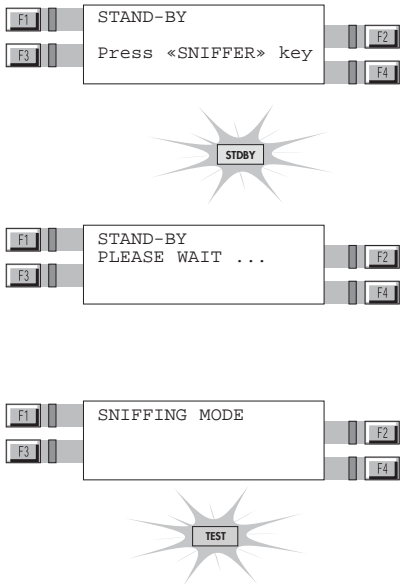 F1
STAND-BY
F2
F3
Press «SNIFFER» key
F4
STDBY
F1
STAND-BY
PLEASE WAIT ...
F2
F3
F4
F1
SNIFFING MODE
F2
F3
F4
TEST